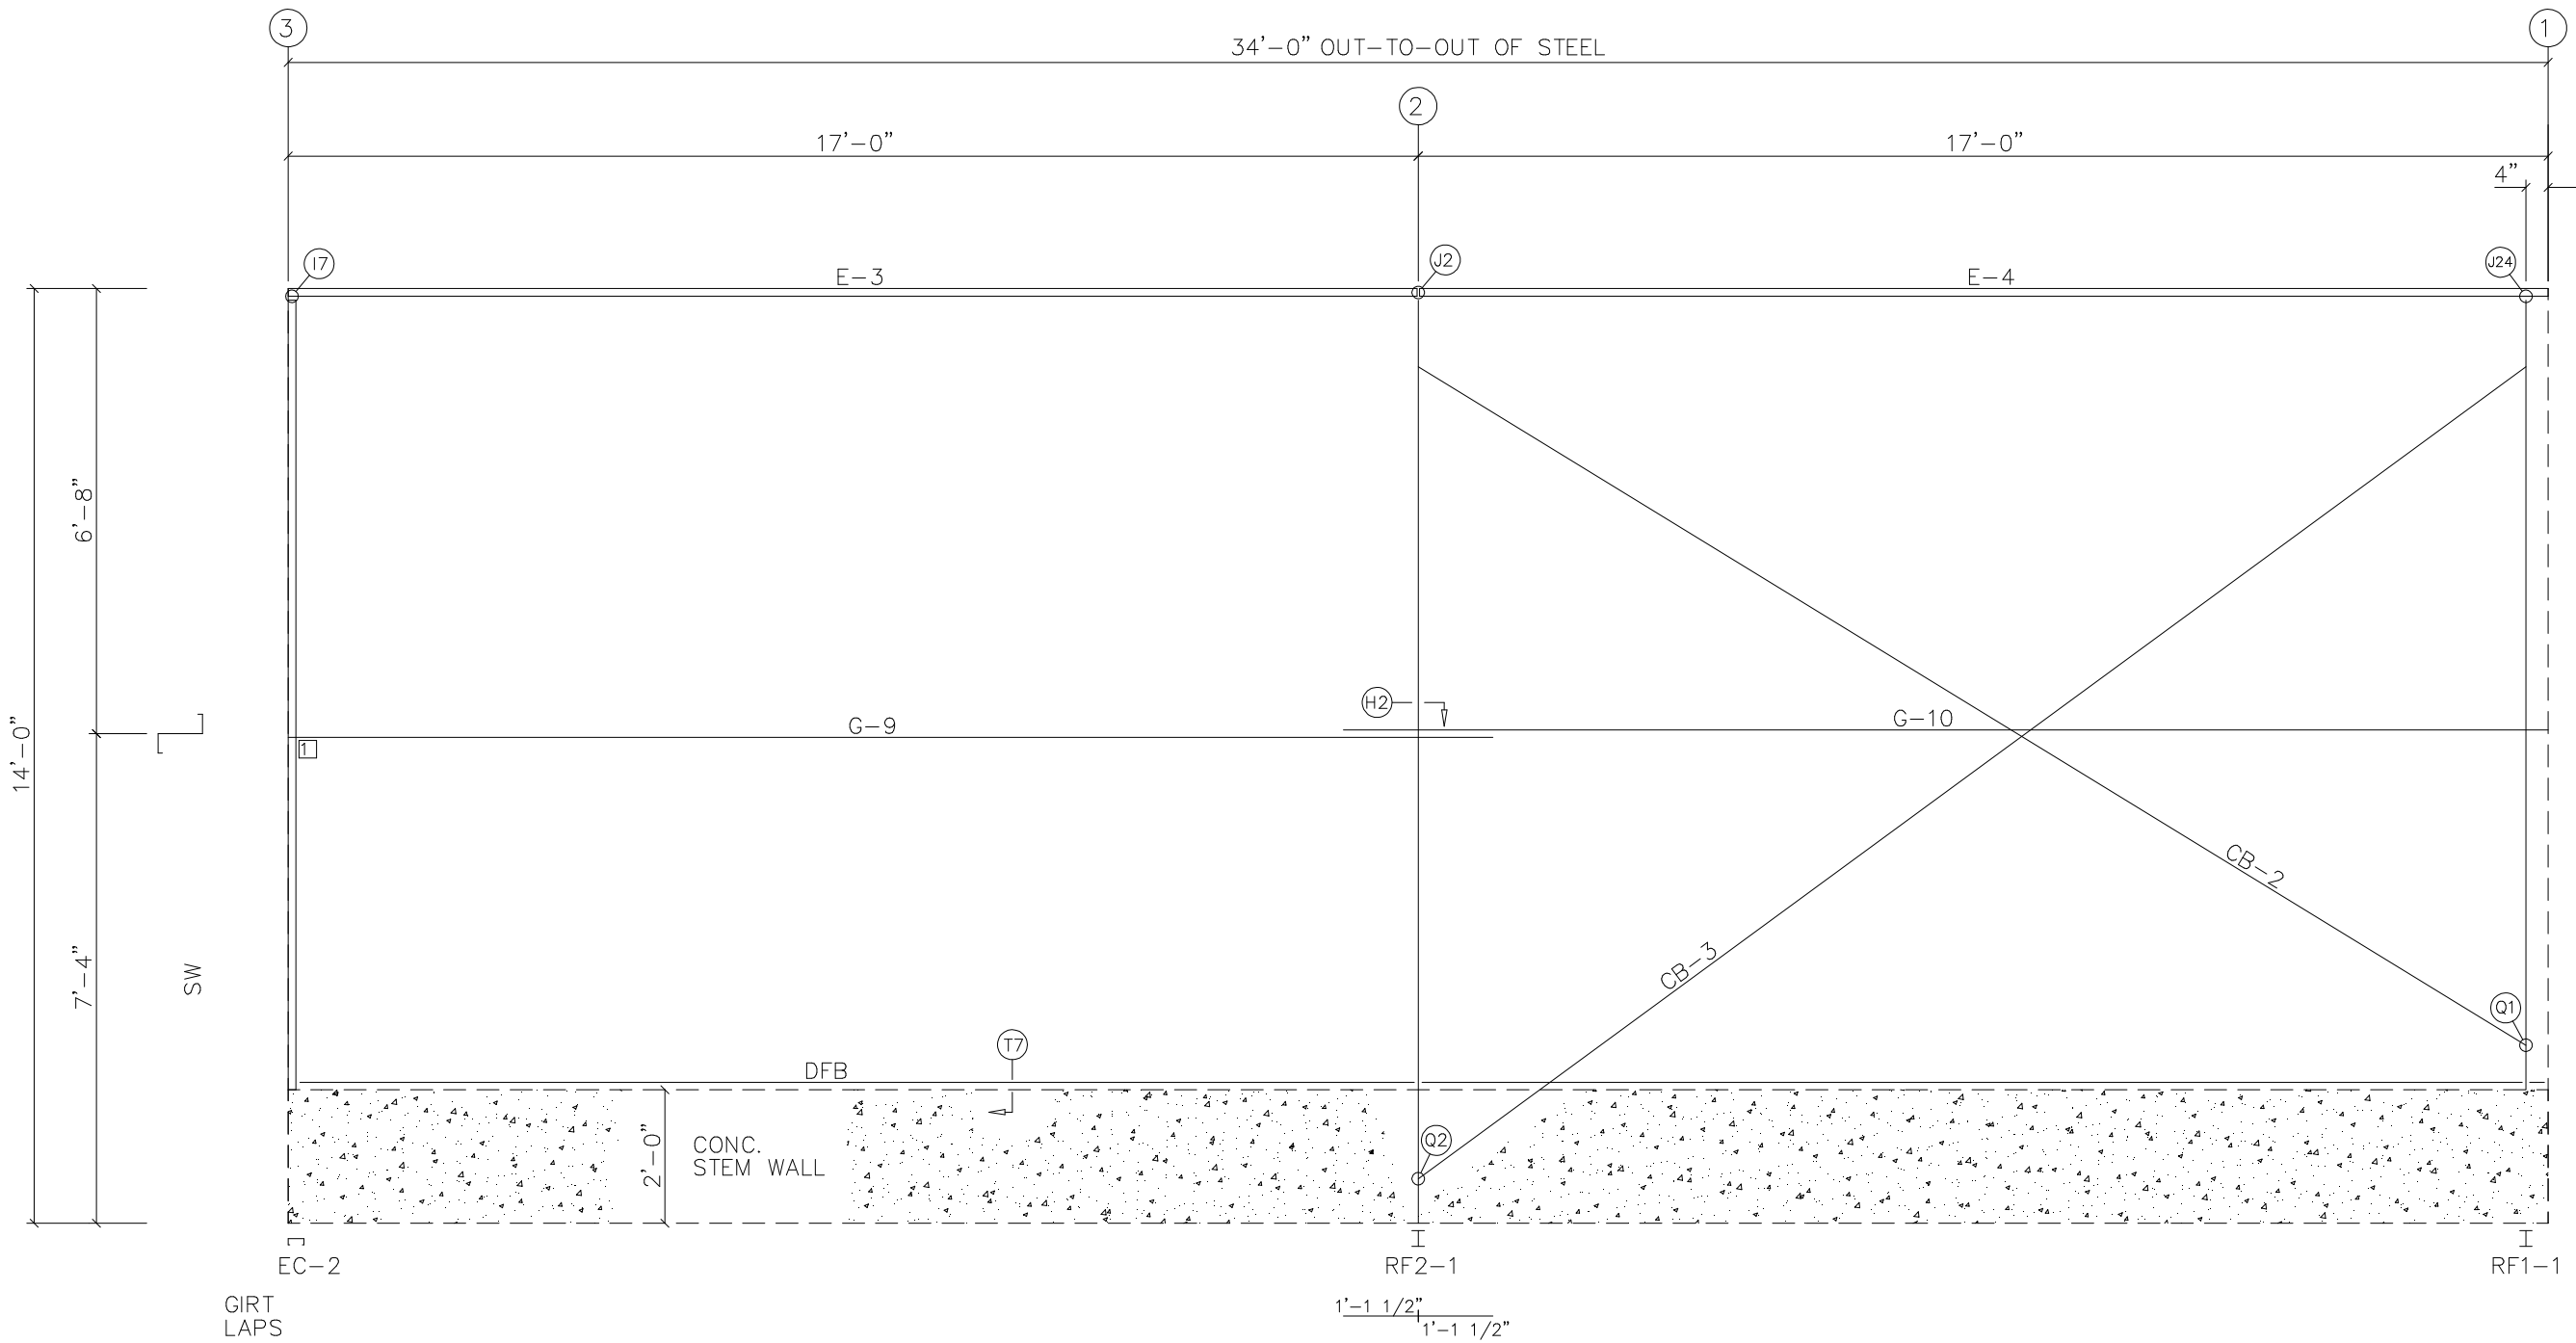 3
1
34'-0" OUT-TO-OUT OF STEEL
2
17'-0"
17'-0"
4"
I7
E-3
J2
E-4
J24
6'-8"
14'-0"
H2
G-9
G-10
1
CB-2
7'-4"
SW
CB-3
Q1
T7
DFB
2'-0"
CONC.
STEM WALL
Q2
EC-2
RF2-1
RF1-1
GIRT
LAPS
1'-1 1/2"
1'-1 1/2"